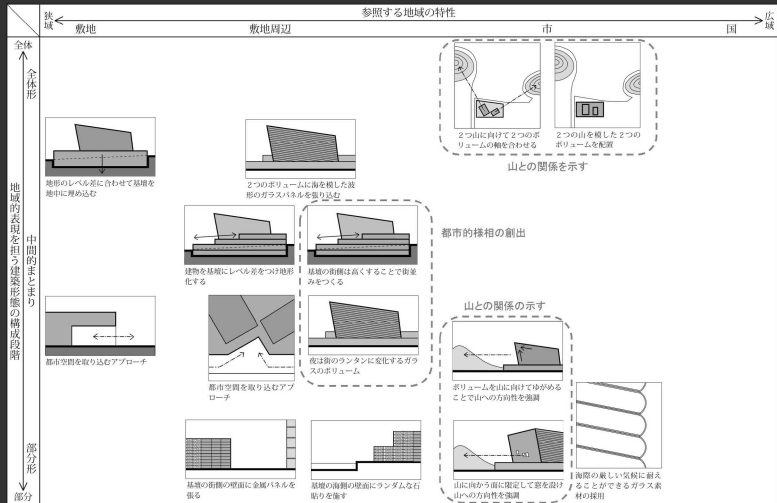 参照する地域の特性
狭域
広域
敷地
敷地周辺
市
国
全体
全体形
地域的表現を担う建築形態の構成段階
中間的まとまり
部分形
部分
2つ山に向けて2つのボ
リュームの軸を合わせる
2つの山を模した2つの
ボリュームを配置
山との関係を示す
地形のレベル差に合わせて基壇を
地中に埋め込む
2つのボリュームに海を模した波
形のガラスパネルを張り込む
都市的様相の創出
建物を基壇にレベル差をつけ地形
化する
基壇の街側は高くすることで街並
みをつくる
山との関係の示す
都市空間を取り込むアプローチ
都市空間を取り込むアプ
ローチ
夜は街のランタンに変化するガラ
スのボリューム
ボリュームを山に向けてゆがめる
ことで山への方向性を強調
基壇の街側の壁面に金属パネルを
張る
基壇の海側の壁面にランダムな石
貼りを施す
山に向かう面に限定して窓を設け
山への方向性を強調
海際の厳しい気候に耐え
ることができるガラス素
材の採用